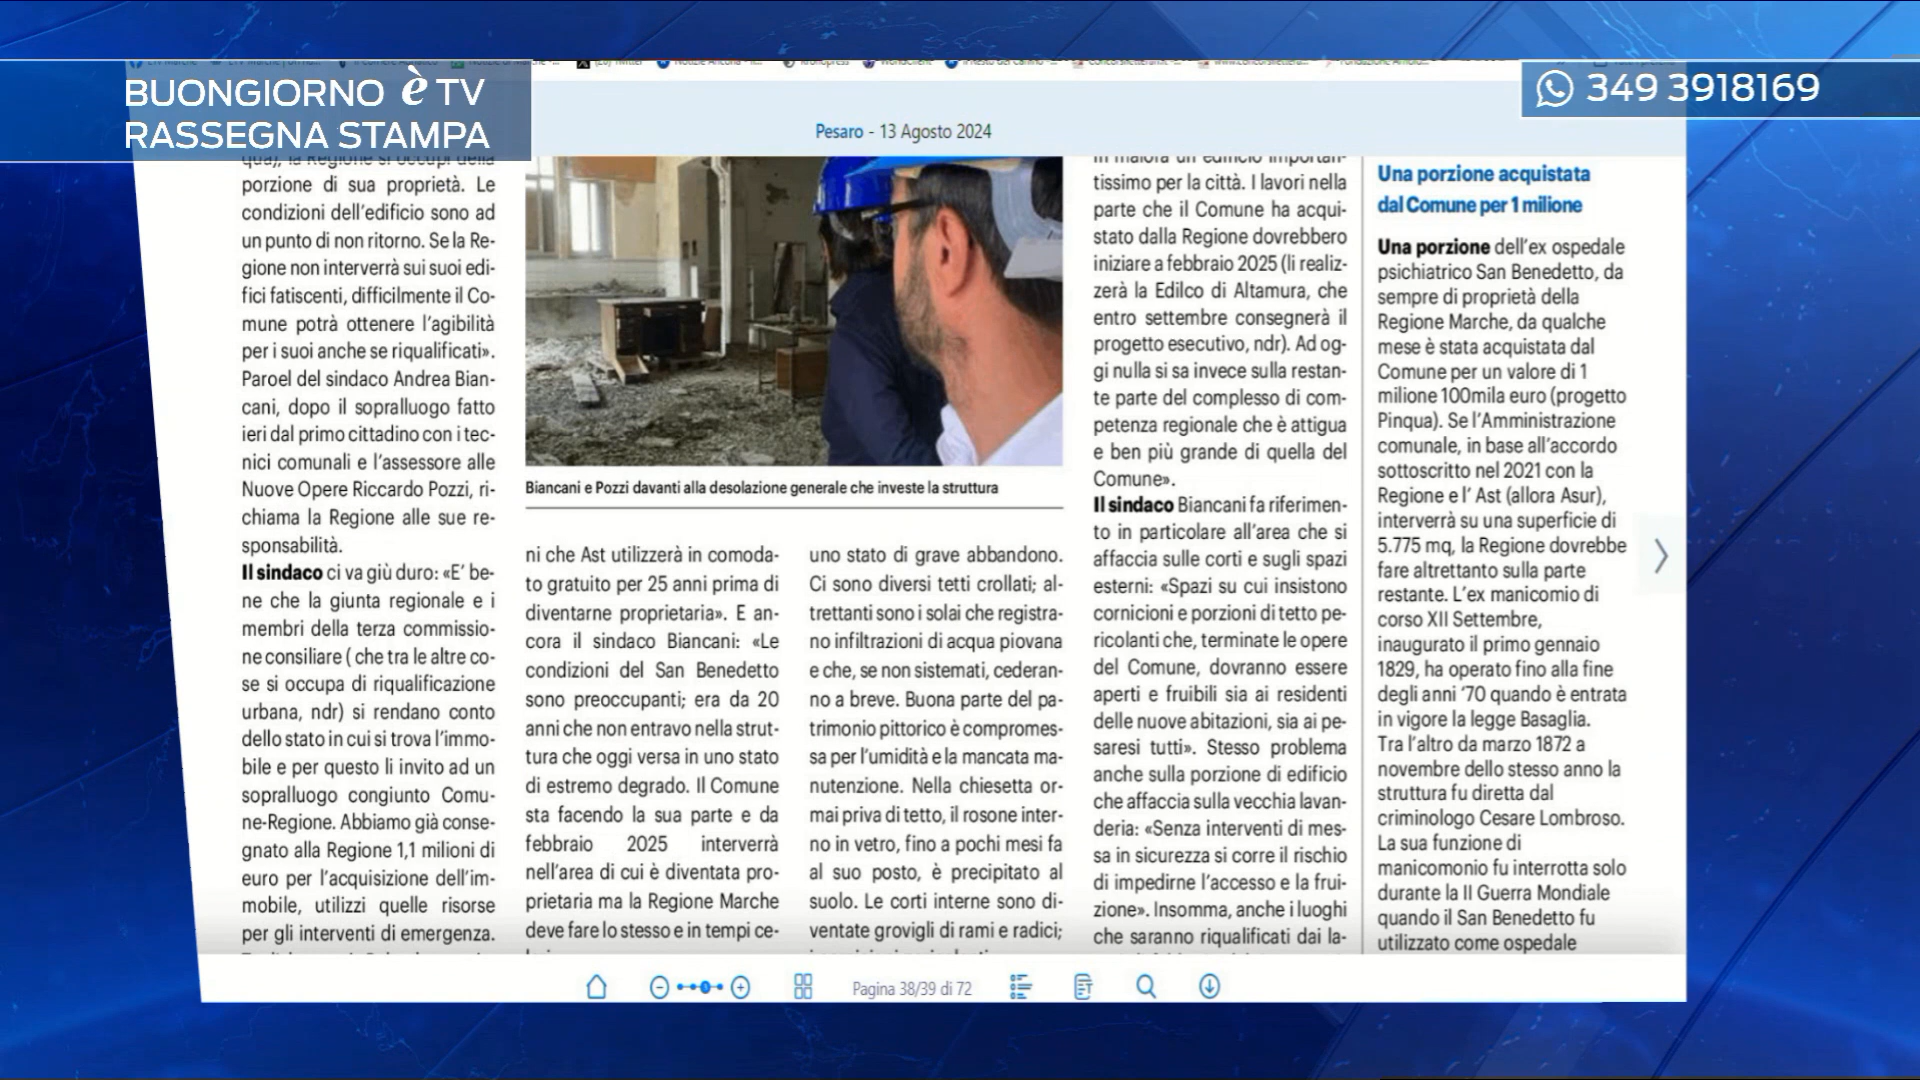 BUONGIORNO è TV
RASSEGNA STAMPA
349 3918169
Pesaro - 13 Agosto 2024
qua), la Regione si occupi della
porzione di sua proprietà. Le
condizioni dell'edificio sono ad
un punto di non ritorno. Se la Re-
gione non interverrà sui suoi edi-
fici fatiscenti, difficilmente il Co-
mune potrà ottenere l'agibilità
per i suoi anche se riqualificati».
Paroel del sindaco Andrea Bian-
cani, dopo il sopralluogo fatto
ieri dal primo cittadino con i tec-
nici comunali e l'assessore alle
Nuove Opere Riccardo Pozzi, ri-
chiama la Regione alle sue re-
sponsabilità.
Il sindaco ci va giù duro: «E' be-
ne che la giunta regionale e i
membri della terza commissio-
ne consiliare ( che tra le altre co-
se si occupa di riqualificazione
urbana, ndr) si rendano conto
dello stato in cui si trova l'immo-
bile e per questo li invito ad un
sopralluogo congiunto Comu-
ne-Regione. Abbiamo già conse-
gnato alla Regione 1,1 milioni di
euro per l'acquisizione dell'im-
mobile, utilizzi quelle risorse
per gli interventi di emergenza.
Biancani e Pozzi davanti alla desolazione generale che investe la struttura
ni che Ast utilizzerà in comoda-
to gratuito per 25 anni prima di
diventarne proprietaria». E an-
cora il sindaco Biancani: «Le
condizioni del San Benedetto
sono preoccupanti; era da 20
anni che non entravo nella strut-
tura che oggi versa in uno stato
di estremo degrado. Il Comune
sta facendo la sua parte e da
febbraio 2025 interverrà
nell'area di cui è diventata pro-
prietaria ma la Regione Marche
deve fare lo stesso e in tempi ce-
uno stato di grave abbandono.
Ci sono diversi tetti crollati; al-
trettanti sono i solai che registra-
no infiltrazioni di acqua piovana
e che, se non sistemati, cederan-
no a breve. Buona parte del pa-
trimonio pittorico è compromes-
sa per l'umidità e la mancata ma-
nutenzione. Nella chiesetta or-
mai priva di tetto, il rosone inter-
no in vetro, fino a pochi mesi fa
al suo posto, è precipitato al
suolo. Le corti interne sono di-
ventate grovigli di rami e radici;
in malora un edificio importan-
tissimo per la città. I lavori nella
parte che il Comune ha acqui-
stato dalla Regione dovrebbero
iniziare a febbraio 2025 (li realiz-
zerà la Edilco di Altamura, che
entro settembre consegnerà il
progetto esecutivo, ndr). Ad og-
gi nulla si sa invece sulla restan-
te parte del complesso di com-
petenza regionale che è attigua
e ben più grande di quella del
Comune».
Il sindaco Biancani fa riferimen-
to in particolare all'area che si
affaccia sulle corti e sugli spazi
esterni: «Spazi su cui insistono
cornicioni e porzioni di tetto pe-
ricolanti che, terminate le opere
del Comune, dovranno essere
aperti e fruibili sia ai residenti
delle nuove abitazioni, sia ai pe-
saresi tutti». Stesso problema
anche sulla porzione di edificio
che affaccia sulla vecchia lavan-
deria: «Senza interventi di mes-
sa in sicurezza si corre il rischio
di impedirne l'accesso e la frui-
zione». Insomma, anche i luoghi
che saranno riqualificati dai la-
Una porzione acquistata
dal Comune per 1 milione
Una porzione dell'ex ospedale
psichiatrico San Benedetto, da
sempre di proprietà della
Regione Marche, da qualche
mese è stata acquistata dal
Comune per un valore di 1
milione 100mila euro (progetto
Pinqua). Se l'Amministrazione
comunale, in base all'accordo
sottoscritto nel 2021 con la
Regione e l' Ast (allora Asur),
interverrà su una superficie di
5.775 mq, la Regione dovrebbe
fare altrettanto sulla parte
restante. L'ex manicomio di
corso XII Settembre,
inaugurato il primo gennaio
1829, ha operato fino alla fine
degli anni '70 quando è entrata
in vigore la legge Basaglia.
Tra l'altro da marzo 1872 a
novembre dello stesso anno la
struttura fu diretta dal
criminologo Cesare Lombroso.
La sua funzione di
manicomonio fu interrotta solo
durante la II Guerra Mondiale
quando il San Benedetto fu
utilizzato come ospedale
Pagina 38/39 di 72